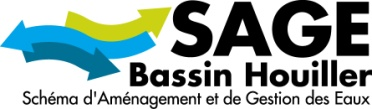 SAGE
Bassin Houiller
Schéma d'Aménagement et de Gestion des Eaux